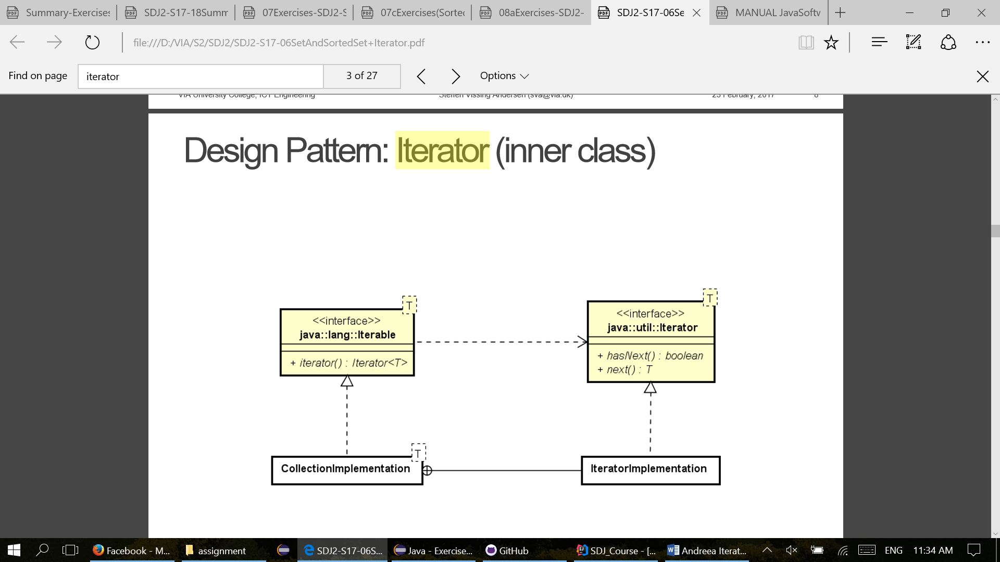 Summary-Exercises
SDJ2-S17-18Summ
07Exercises-SDJ2-S
07cExercises(Sorted
08aExercises-SDJ2-
SDJ2-S17-06Se
MANUAL JavaSoftw
file:///D:/VIA/S2/SDJ2/SDJ2-S17-06SetAndSortedSet+Iterator.pdf
Find on page
iterator
3 of 27
Options
VIA University College, ICT Engineering
Steffen Vissing Andersen (sva@via.dk)
23 February, 2017
8
Design Pattern: Iterator (inner class)
T
<<interface>>
java::lang::Iterable
+ iterator() : Iterator<T>
T
<<interface>>
java::util::Iterator
+ hasNext() : boolean
+ next() : T
T
CollectionImplementation
IteratorImplementation
Facebook - M...
assignment
SDJ2-S17-06S...
Java - Exercise...
GitHub
SDJ_Course - [...
Andreea Iterat...
ENG
11:34 AM